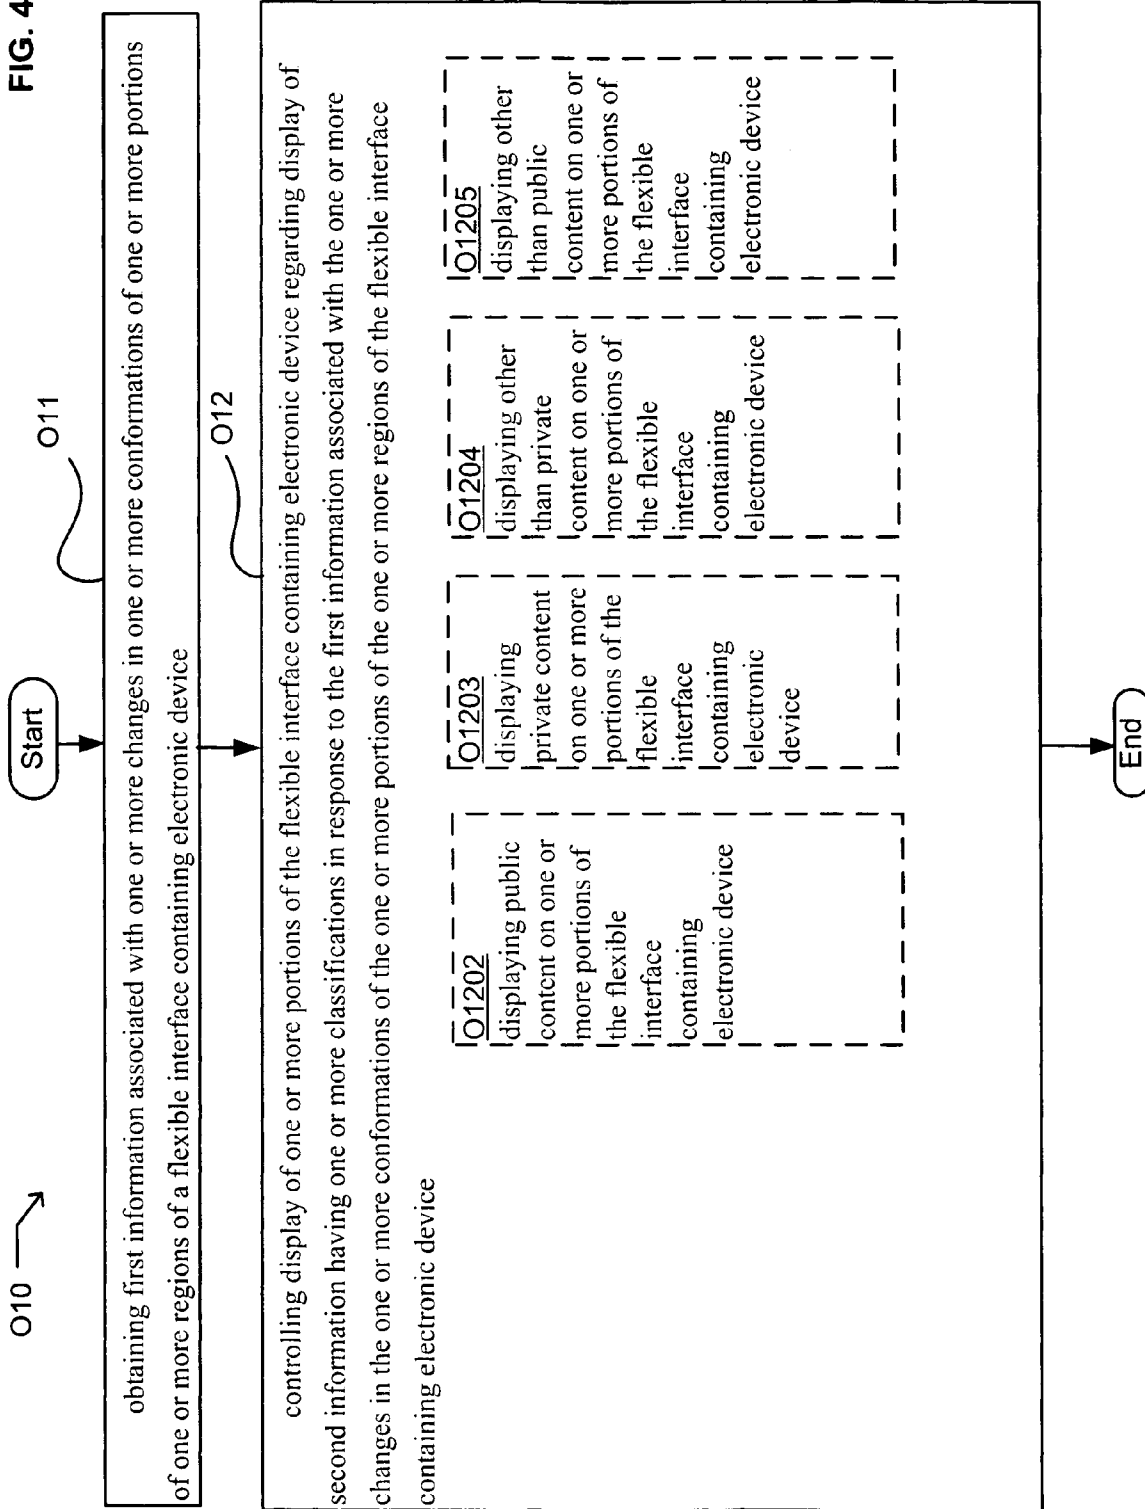 FIG. 4
O10
Start
O11
obtaining first information associated with one or more changes in one or more conformations of one or more portions
of one or more regions of a flexible interface containing electronic device
O12
controlling display of one or more portions of the flexible interface containing electronic device regarding display of
second information having one or more classifications in response to the first information associated with the one or more
changes in the one or more conformations of the one or more portions of the one or more regions of the flexible interface
containing electronic device
O1202
displaying public
content on one or
more portions of
the flexible
interface
containing
electronic device
O1203
displaying
private content
on one or more
portions of the
flexible
interface
containing
electronic
device
O1204
displaying other
than private
content on one or
more portions of
the flexible
interface
containing
electronic device
O1205
displaying other
than public
content on one or
more portions of
the flexible
interface
containing
electronic device
End